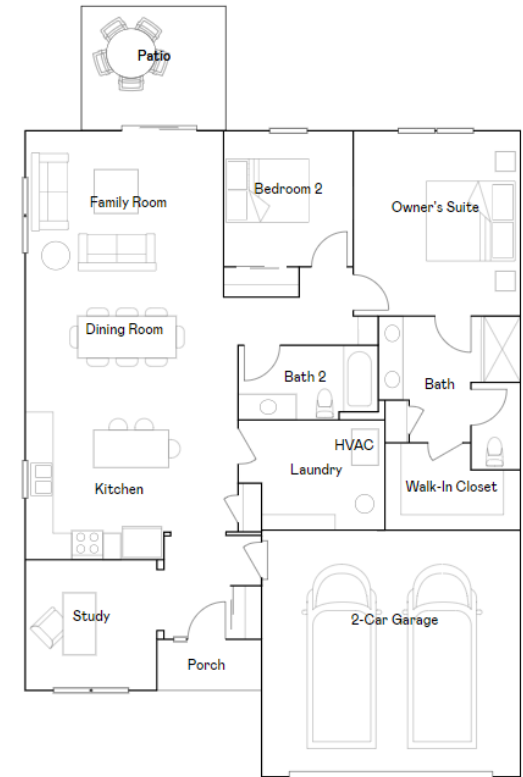 Patio
Bedroom 2
Family Room
Owner's Suite
Dining Room
Bath 2
Bath
HVAC
Laundry
Kitchen
Walk-In Closet
Study
2-Car Garage
Porch